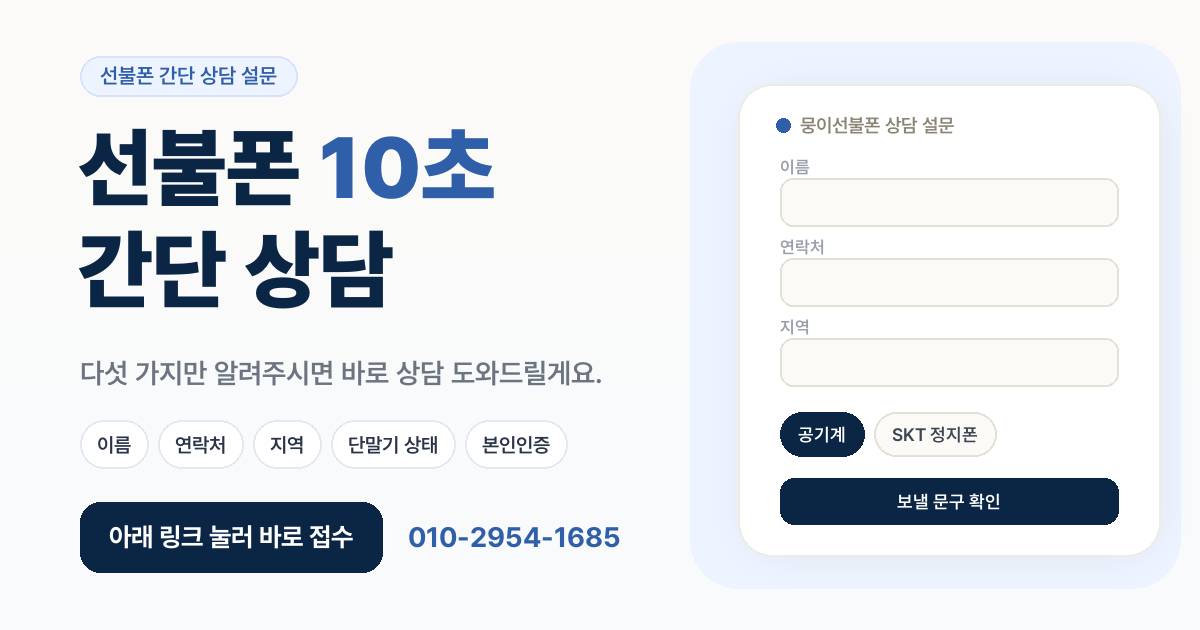 선불폰 간단 상담 설문
선불폰 10초
간단 상담
다섯 가지만 알려주시면 바로 상담 도와드릴게요.
이름 연락처 지역 단말기 상태 본인인증
아래 링크 눌러 바로 접수 010-2954-1685
뭉이선불폰 상담 설문
이름
연락처
지역
공기계 SKT 정지폰
보낼 문구 확인